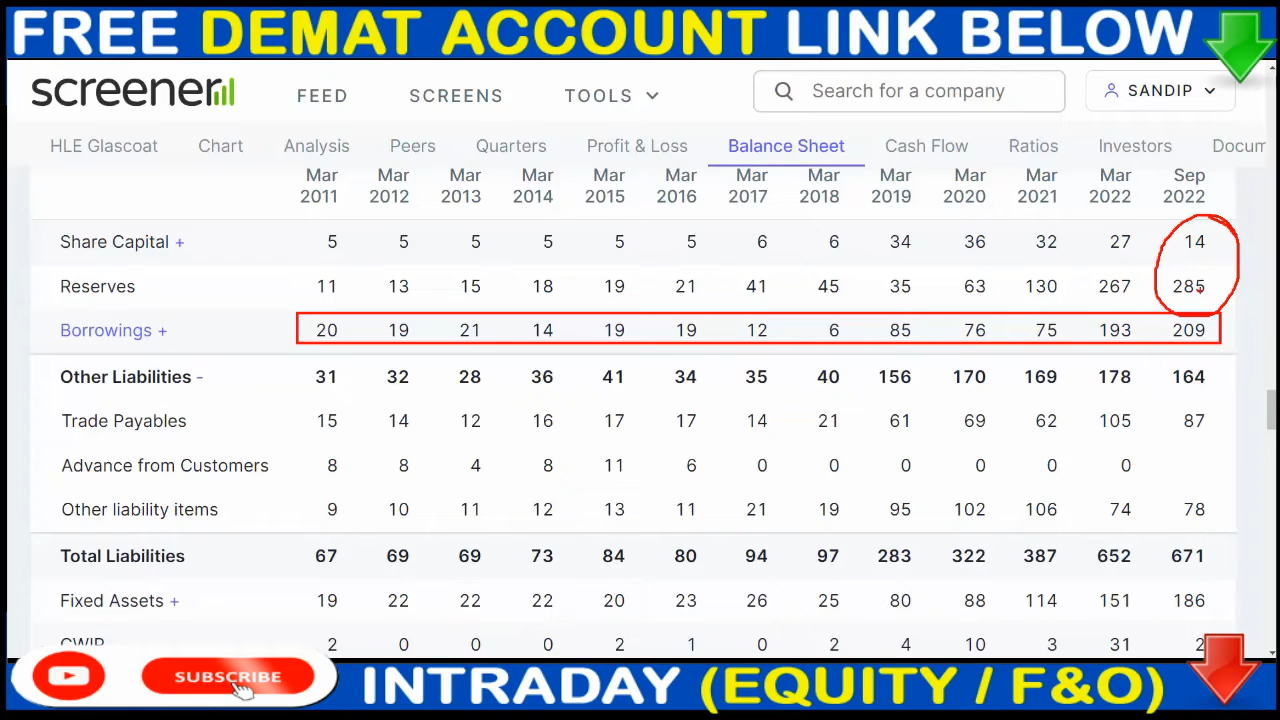 FREE DEMAT ACCOUNT LINK BELOW
screener FEED SCREENS TOOLS Search for a company SANDIP
HLE Glascoat Chart Analysis Peers Quarters Profit & Loss Balance Sheet Cash Flow Ratios Investors Docum
Mar Mar Mar Mar Mar Mar Mar Mar Mar Mar Mar Mar Sep
2011 2012 2013 2014 2015 2016 2017 2018 2019 2020 2021 2022 2022
Share Capital + 5 5 5 5 5 5 6 6 34 36 32 27 14
Reserves 11 13 15 18 19 21 41 45 35 63 130 267 285
Borrowings + 20 19 21 14 19 19 12 6 85 76 75 193 209
Other Liabilities - 31 32 28 36 41 34 35 40 156 170 169 178 164
Trade Payables 15 14 12 16 17 17 14 21 61 69 62 105 87
Advance from Customers 8 8 4 8 11 6 0 0 0 0 0 0
Other liability items 9 10 11 12 13 11 21 19 95 102 106 74 78
Total Liabilities 67 69 69 73 84 80 94 97 283 322 387 652 671
Fixed Assets + 19 22 22 22 20 23 26 25 80 88 114 151 186
CWIP 2 0 0 0 2 1 0 2 4 10 3 31 2
SUBSCRIBE
INTRADAY (EQUITY / F&O)